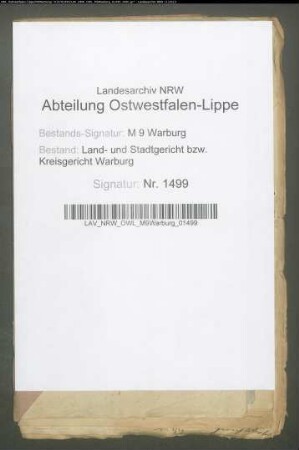 Landesarchiv NRW
Abteilung Ostwestfalen-Lippe
Bestands-Signatur: M 9 Warburg
Bestand: Land- und Stadtgericht bzw.
Kreisgericht Warburg
Signatur: Nr. 1499
LAV_NRW_OWL_M9Warburg_01499